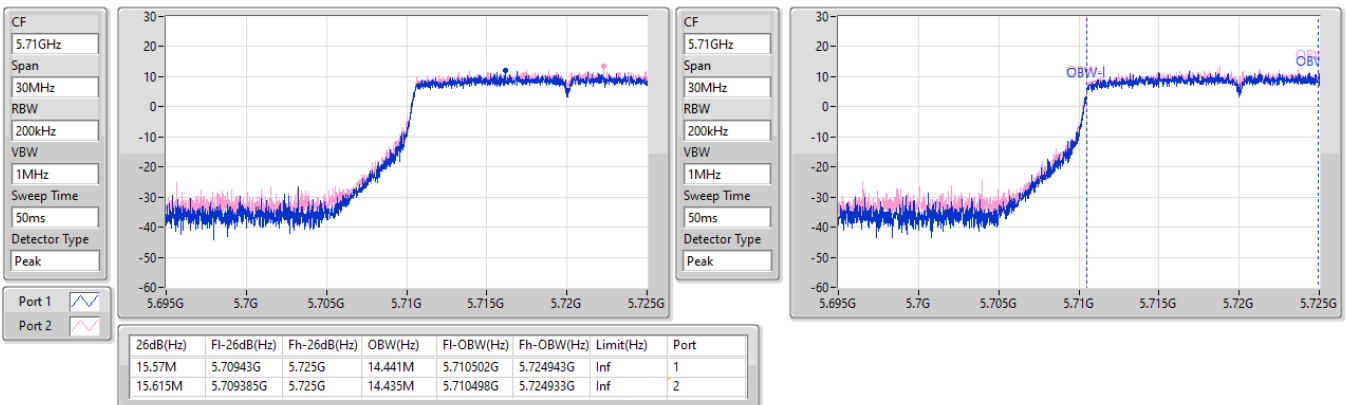 CF
5.71GHz
Span
30MHz
RBW
200kHz
VBW
1MHz
Sweep Time
50ms
Detector Type
Peak
Port 1
Port 2
30-
20-
10-
0-
-10-
-20-
-30-
-40-
-50-
-60-
5.695G 5.7G 5.705G 5.71G 5.715G 5.72G 5.725G
CF
5.71GHz
Span
30MHz
RBW
200kHz
VBW
1MHz
Sweep Time
50ms
Detector Type
Peak
30-
20-
10-
0-
-10-
-20-
-30-
-40-
-50-
-60-
OBW-l
OBV
OBV
5.695G 5.7G 5.705G 5.71G 5.715G 5.72G 5.725G
26dB(Hz) Fl-26dB(Hz) Fh-26dB(Hz) OBW(Hz) Fl-OBW(Hz) Fh-OBW(Hz) Limit(Hz) Port
15.57M 5.70943G 5.725G 14.441M 5.710502G 5.724943G Inf 1
15.615M 5.709385G 5.725G 14.435M 5.710498G 5.724933G Inf 2